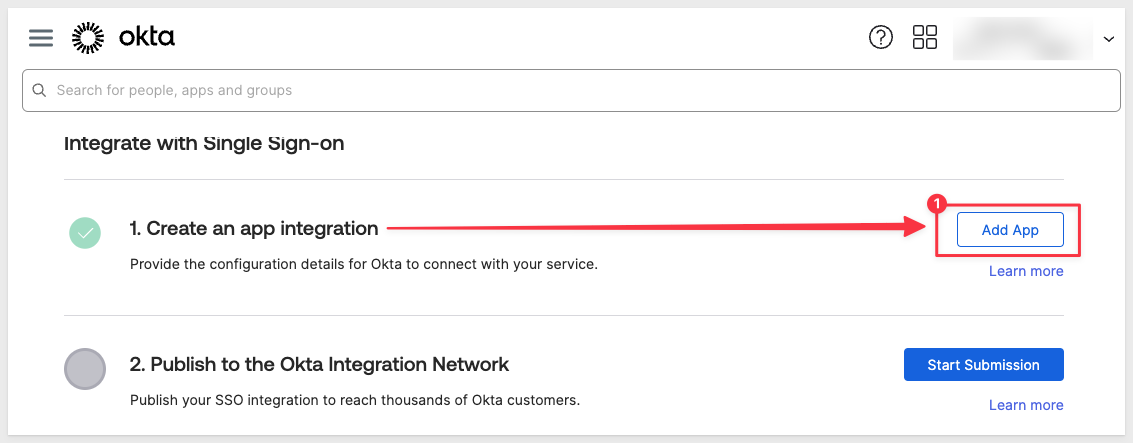 okta
Search for people, apps and groups
Integrate with Single Sign-on
1
1. Create an app integration
Add App
Provide the configuration details for Okta to connect with your service.
Learn more
2. Publish to the Okta Integration Network
Start Submission
Publish your SSO integration to reach thousands of Okta customers.
Learn more